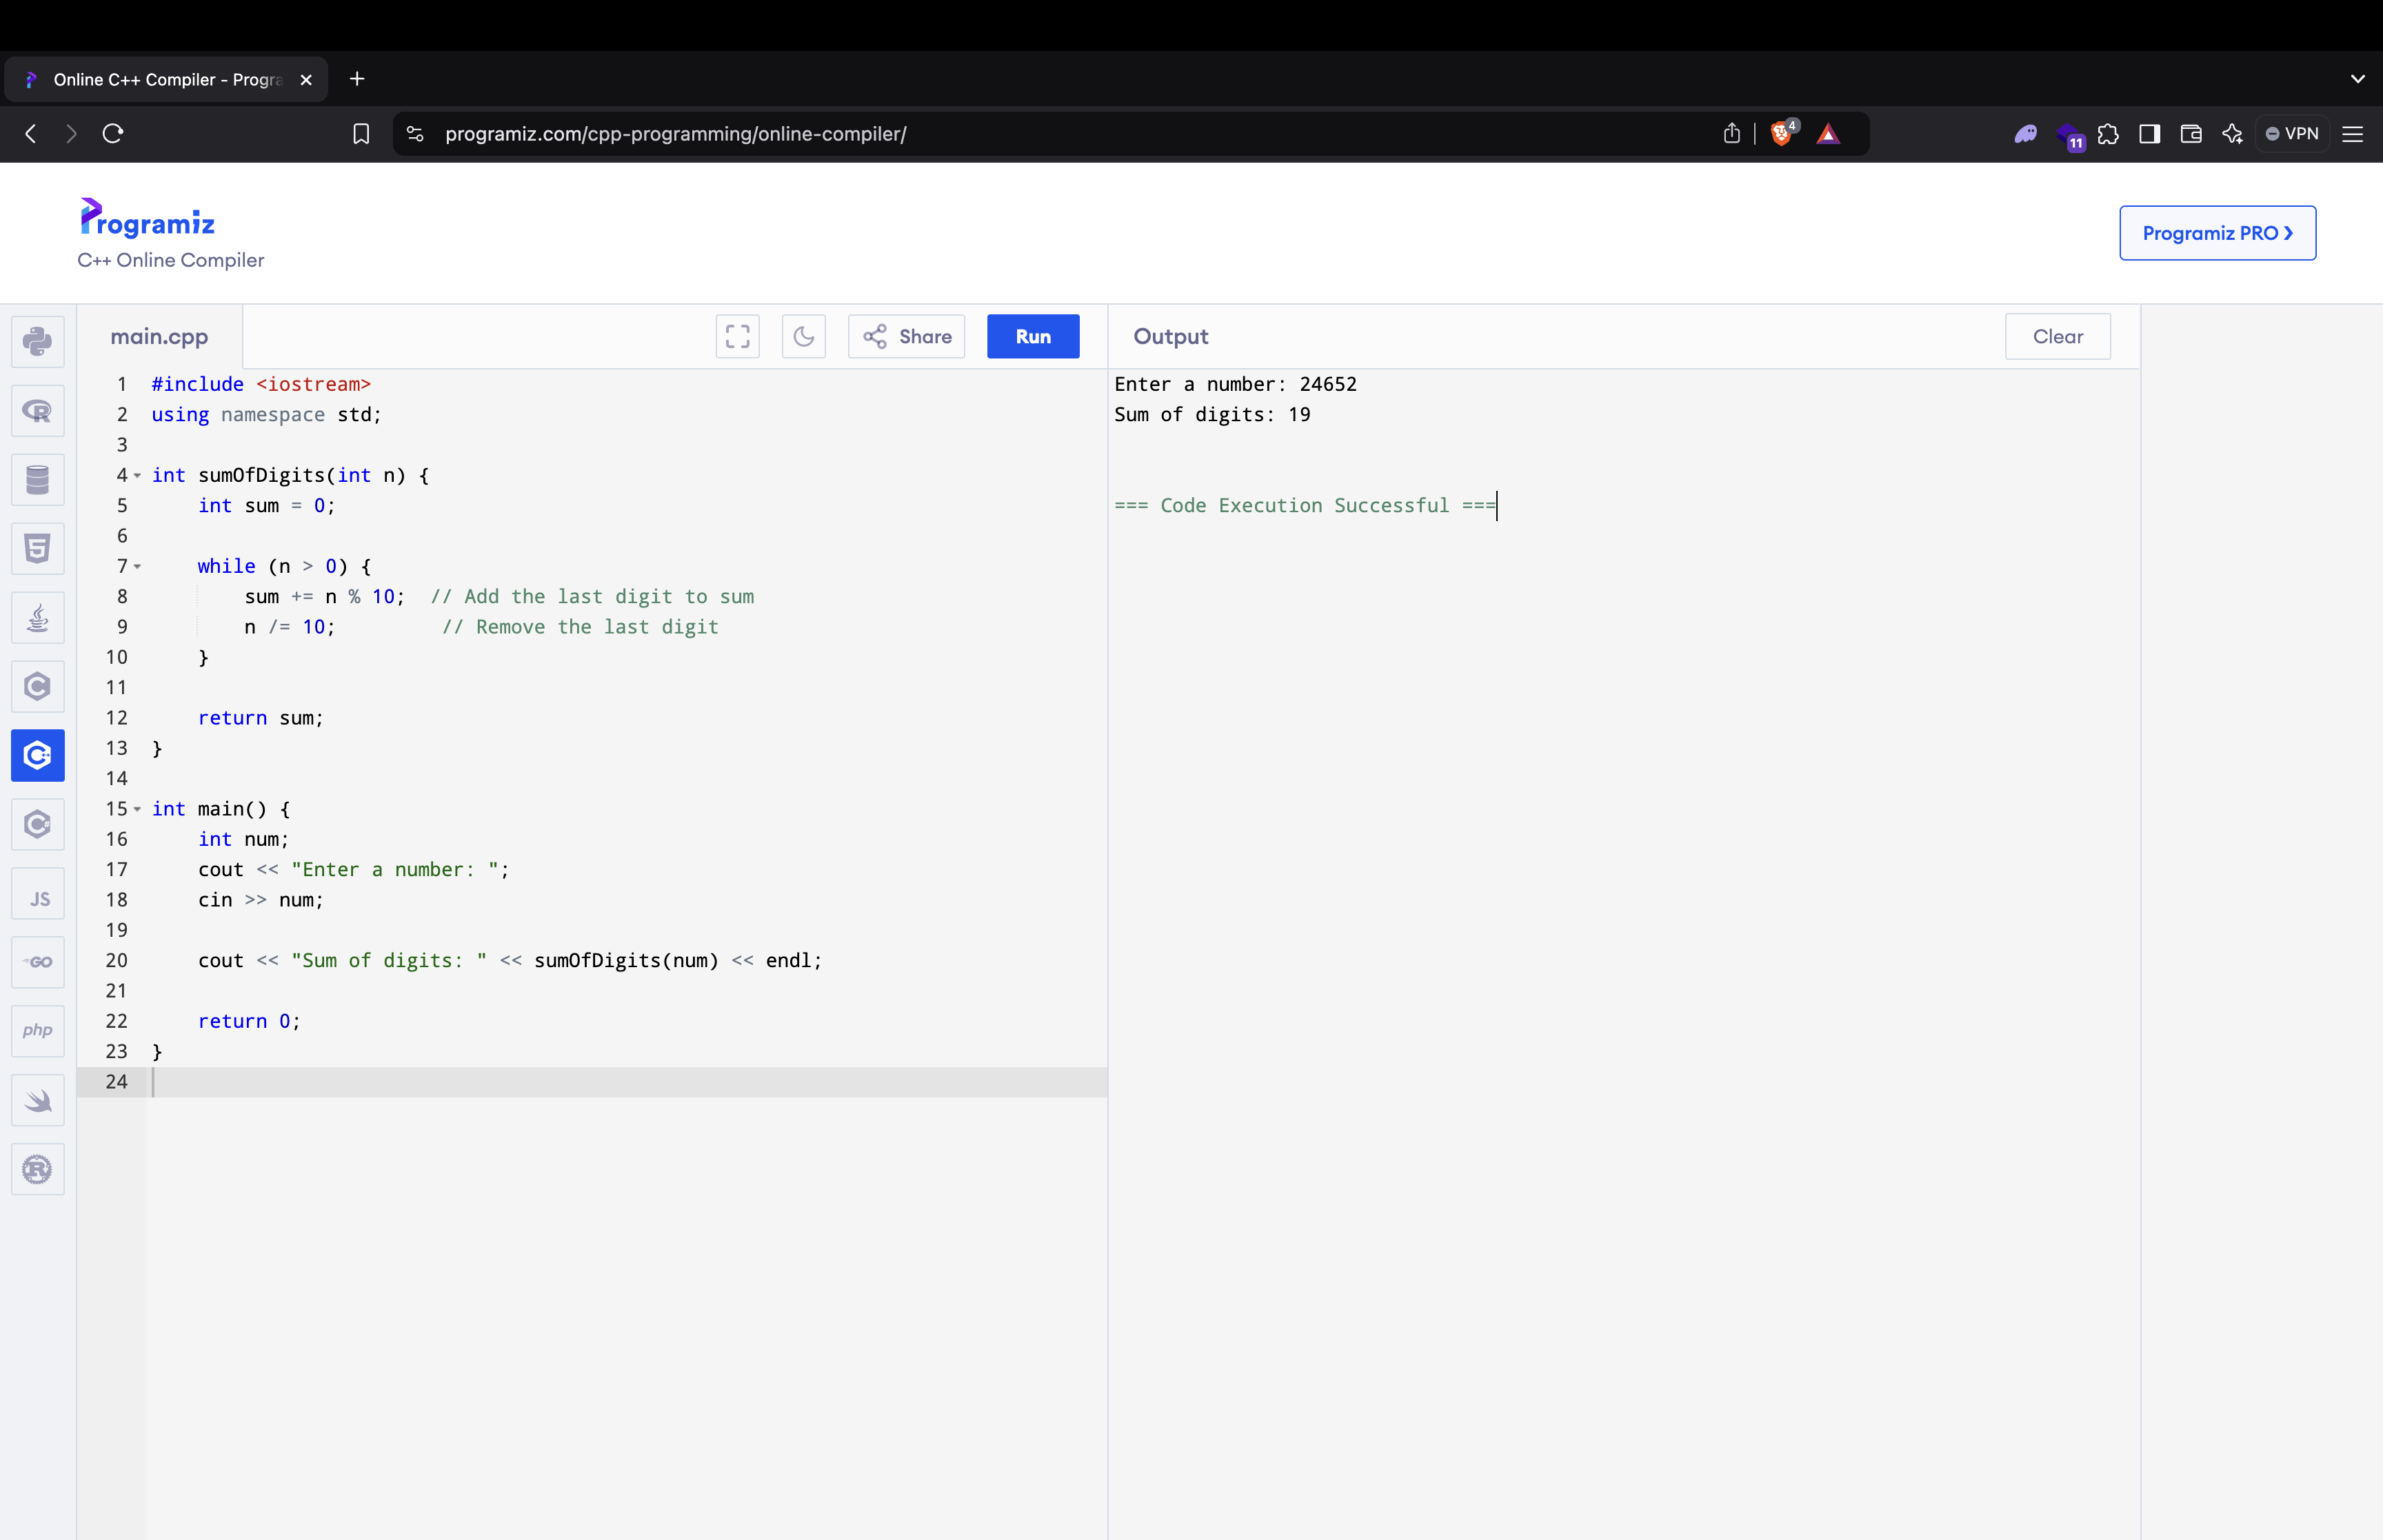 Online C++ Compiler - Progra
programiz.com/cpp-programming/online-compiler/
4
11
VPN
Programiz
C++ Online Compiler
Programiz PRO ❯
main.cpp
Share
Run
Output
Clear
1 #include <iostream>
2 using namespace std;
3
4 int sumOfDigits(int n) {
5     int sum = 0;
6
7     while (n > 0) {
8         sum += n % 10;  // Add the last digit to sum
9         n /= 10;         // Remove the last digit
10     }
11
12     return sum;
13 }
14
15 int main() {
16     int num;
17     cout << "Enter a number: ";
18     cin >> num;
19
20     cout << "Sum of digits: " << sumOfDigits(num) << endl;
21
22     return 0;
23 }
24
Enter a number: 24652
Sum of digits: 19
=== Code Execution Successful ===
R
5
C
C++
C#
JS
GO
php
R